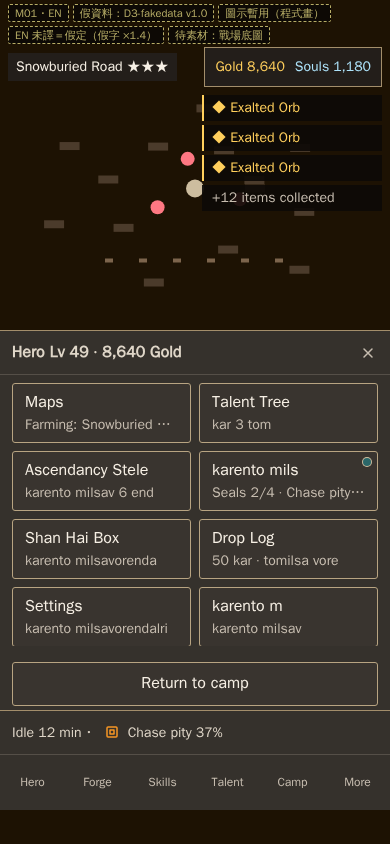 M01 · EN 假資料：D3-fakedata v1.0 圖示暫用（程式畫）
EN 未譯＝假定（假字 ×1.4） 待素材：戰場底圖
Snowburied Road ★★★
Gold 8,640 Souls 1,180
◆ Exalted Orb
◆ Exalted Orb
◆ Exalted Orb
+12 items collected
Hero Lv 49 · 8,640 Gold ×
Maps
Farming: Snowburied ⋯
Talent Tree
kar 3 tom
Ascendancy Stele
karento milsav 6 end
karento mils
Seals 2/4 · Chase pity⋯
Shan Hai Box
karento milsavorenda
Drop Log
50 kar · tomilsa vore
Settings
karento milsavorendalri
karento m
karento milsav
Return to camp
Idle 12 min · Chase pity 37%
Hero Forge Skills Talent Camp More